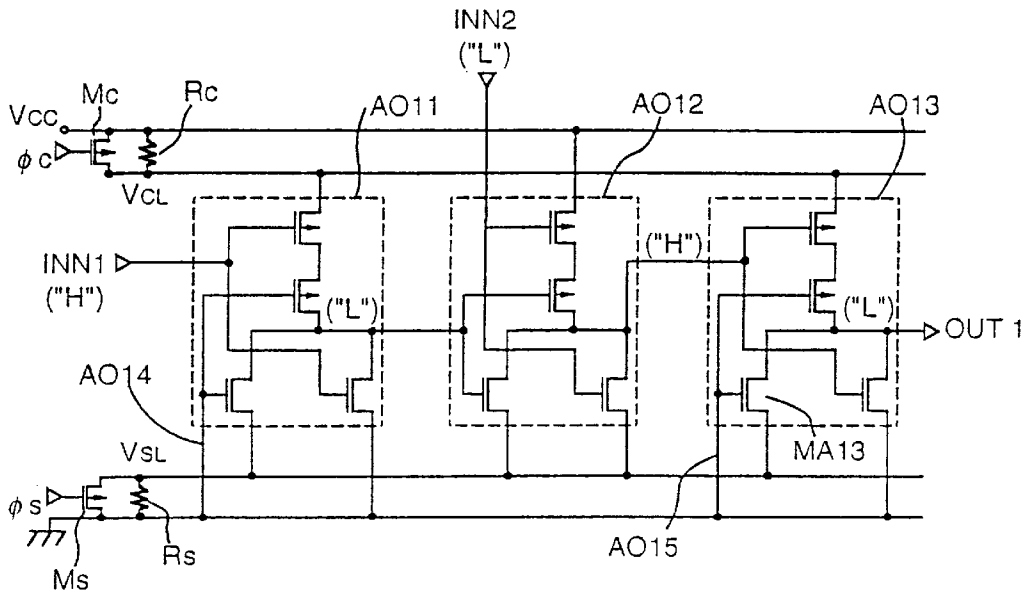 INN2
("L")
Mc
Rc
AO11
AO12
AO13
Vcc
φc
VCL
INN1
("H")
("L")
("H")
("L")
OUT 1
AO14
VSL
MA13
φs
Rs
AO15
Ms